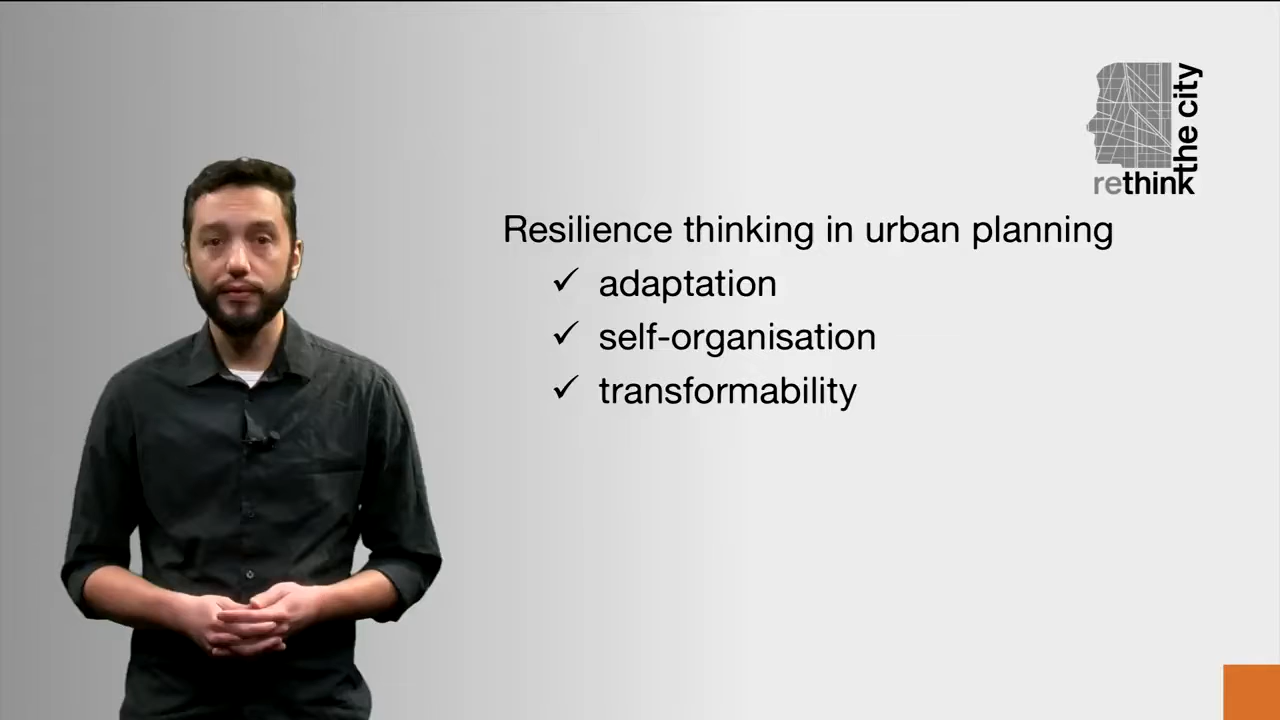 rethink
the city
Resilience thinking in urban planning
✓ adaptation
✓ self-organisation
✓ transformability